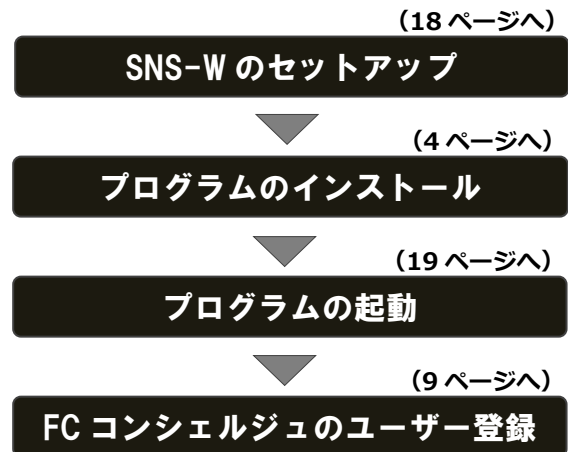 （18 ページへ）
SNS-W のセットアップ
（4 ページへ）
プログラムのインストール
（19 ページへ）
プログラムの起動
（9 ページへ）
FC コンシェルジュのユーザー登録